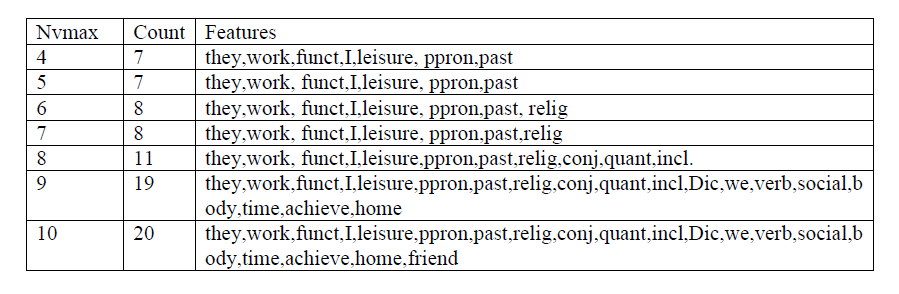 Nvmax Count Features
4 7 they,work,funct,I,leisure, ppron,past
5 7 they,work, funct,I,leisure, ppron,past
6 8 they,work, funct,I,leisure, ppron,past, relig
7 8 they,work, funct,I,leisure, ppron,past,relig
8 11 they,work, funct,I,leisure,ppron,past,relig,conj,quant,incl.
9 19 they,work,funct,I,leisure,ppron,past,relig,conj,quant,incl,Dic,we,verb,social,b
ody,time,achieve,home
10 20 they,work,funct,I,leisure,ppron,past,relig,conj,quant,incl,Dic,we,verb,social,b
ody,time,achieve,home,friend